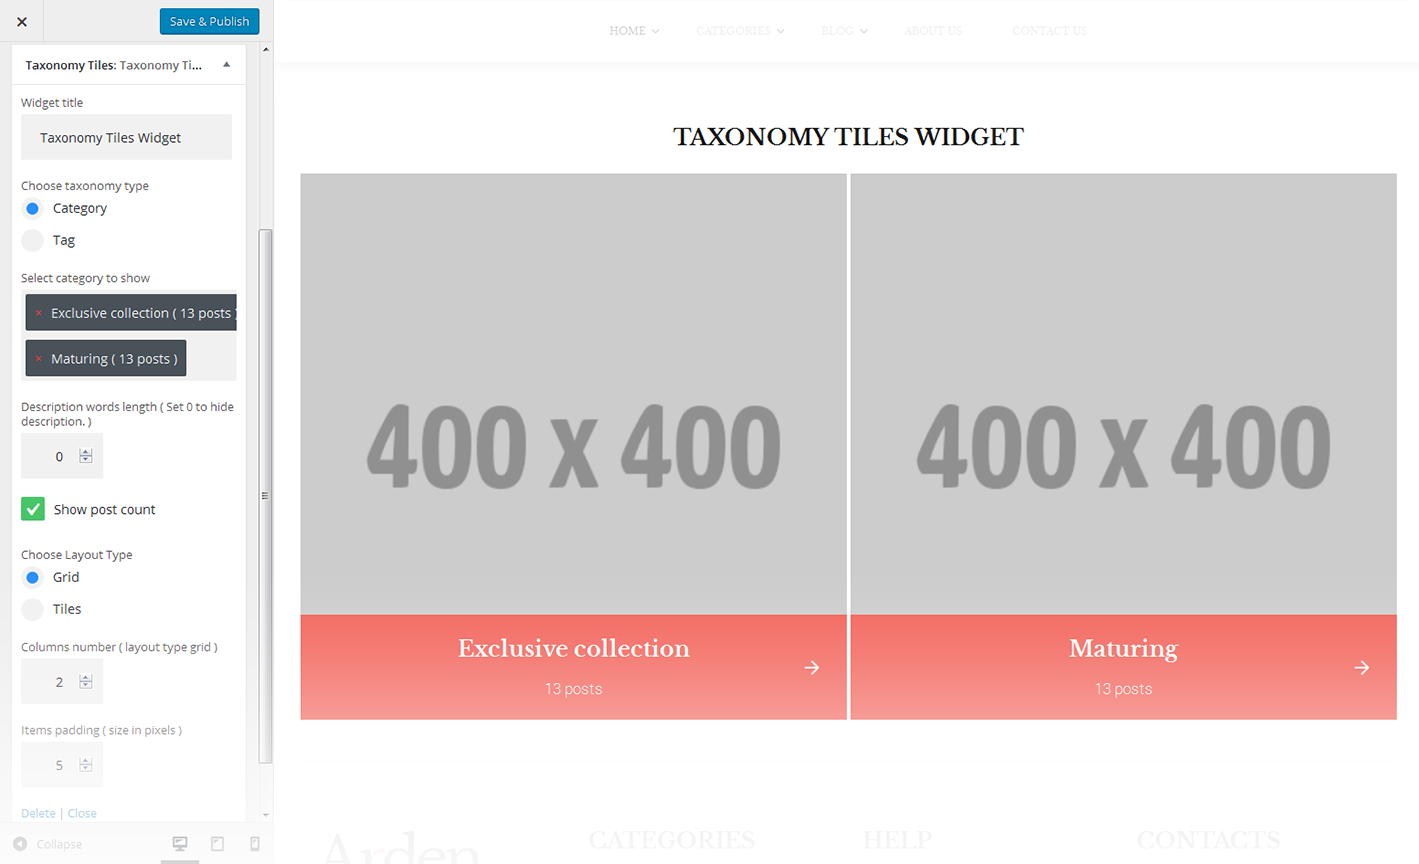 Save & Publish
Taxonomy Tiles: Taxonomy Ti...
Widget title
Taxonomy Tiles Widget
Choose taxonomy type
Category
Tag
Select category to show
× Exclusive collection ( 13 posts )
× Maturing ( 13 posts )
Description words length ( Set 0 to hide
description. )
0
Show post count
Choose Layout Type
Grid
Tiles
Columns number ( layout type grid )
2
Items padding ( size in pixels )
5
Delete | Close
Collapse
HOME CATEGORIES BLOG ABOUT US CONTACT US
TAXONOMY TILES WIDGET
400 X 400
400 X 400
Exclusive collection
13 posts
Maturing
13 posts
Arden
CATEGORIES
HELP
CONTACTS